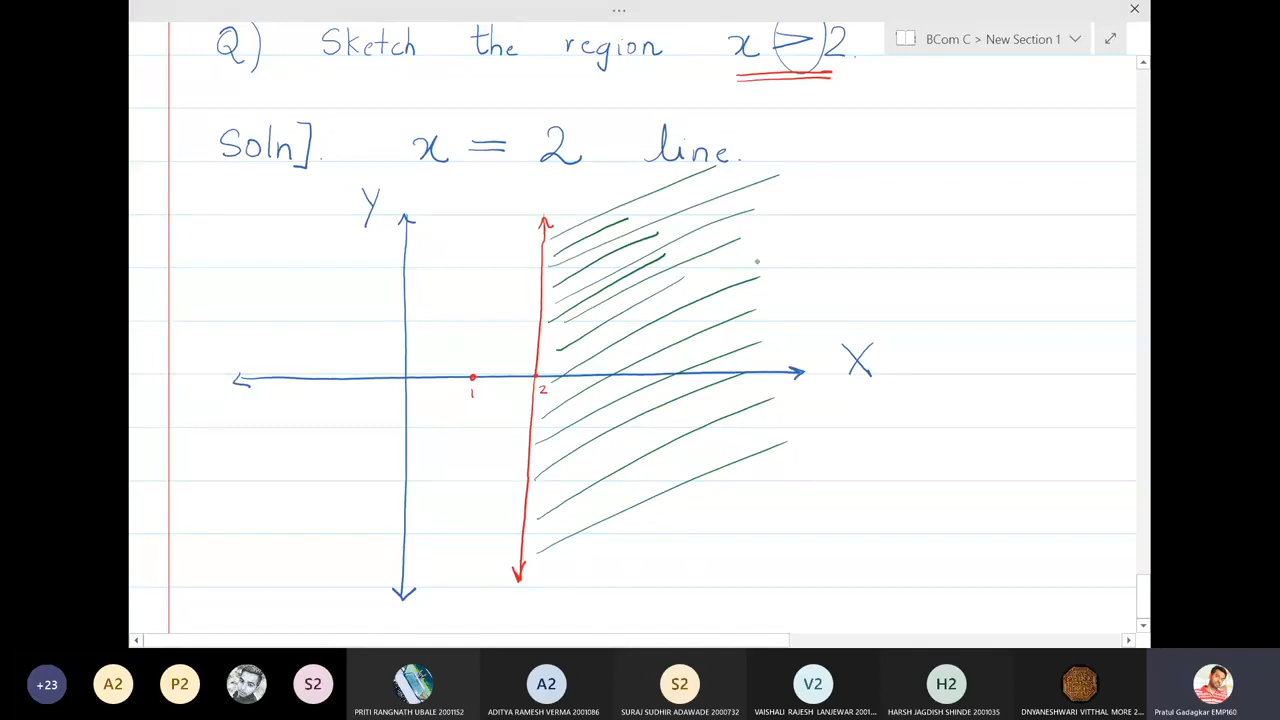 Q) Sketch the region x > 2.
BCom C > New Section 1
Soln]. x = 2 line.
Y
X
1
2
+23
A2
P2
S2
PRITI RANGNATH UBALE 2001152
A2
ADITYA RAMESH VERMA 2001086
S2
SURAJ SUDHIR ADAWADE 2000732
V2
VAISHALI RAJESH LANJEWAR 2001...
H2
HARSH JAGDISH SHINDE 2001035
DNYANESHWARI VITTHAL MORE 2...
Pratul Gadagkar EMP160